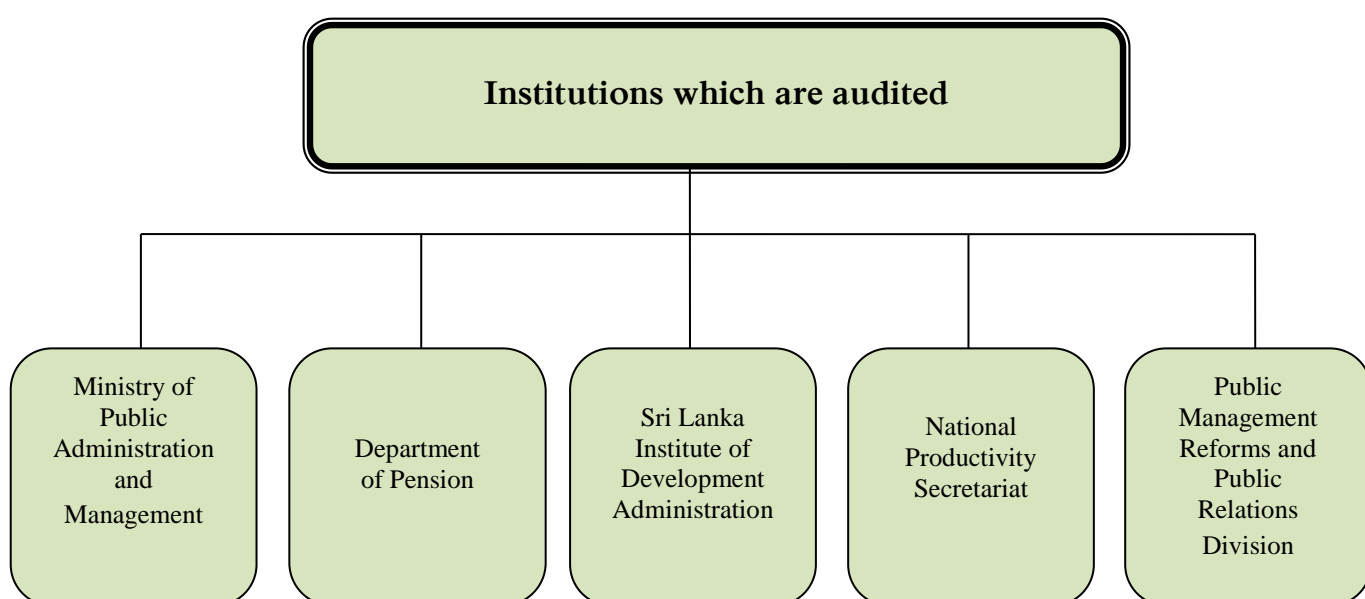 Institutions which are audited
Ministry of
Public
Administration
and
Management
Department
of Pension
Sri Lanka
Institute of
Development
Administration
National
Productivity
Secretariat
Public
Management
Reforms and
Public
Relations
Division